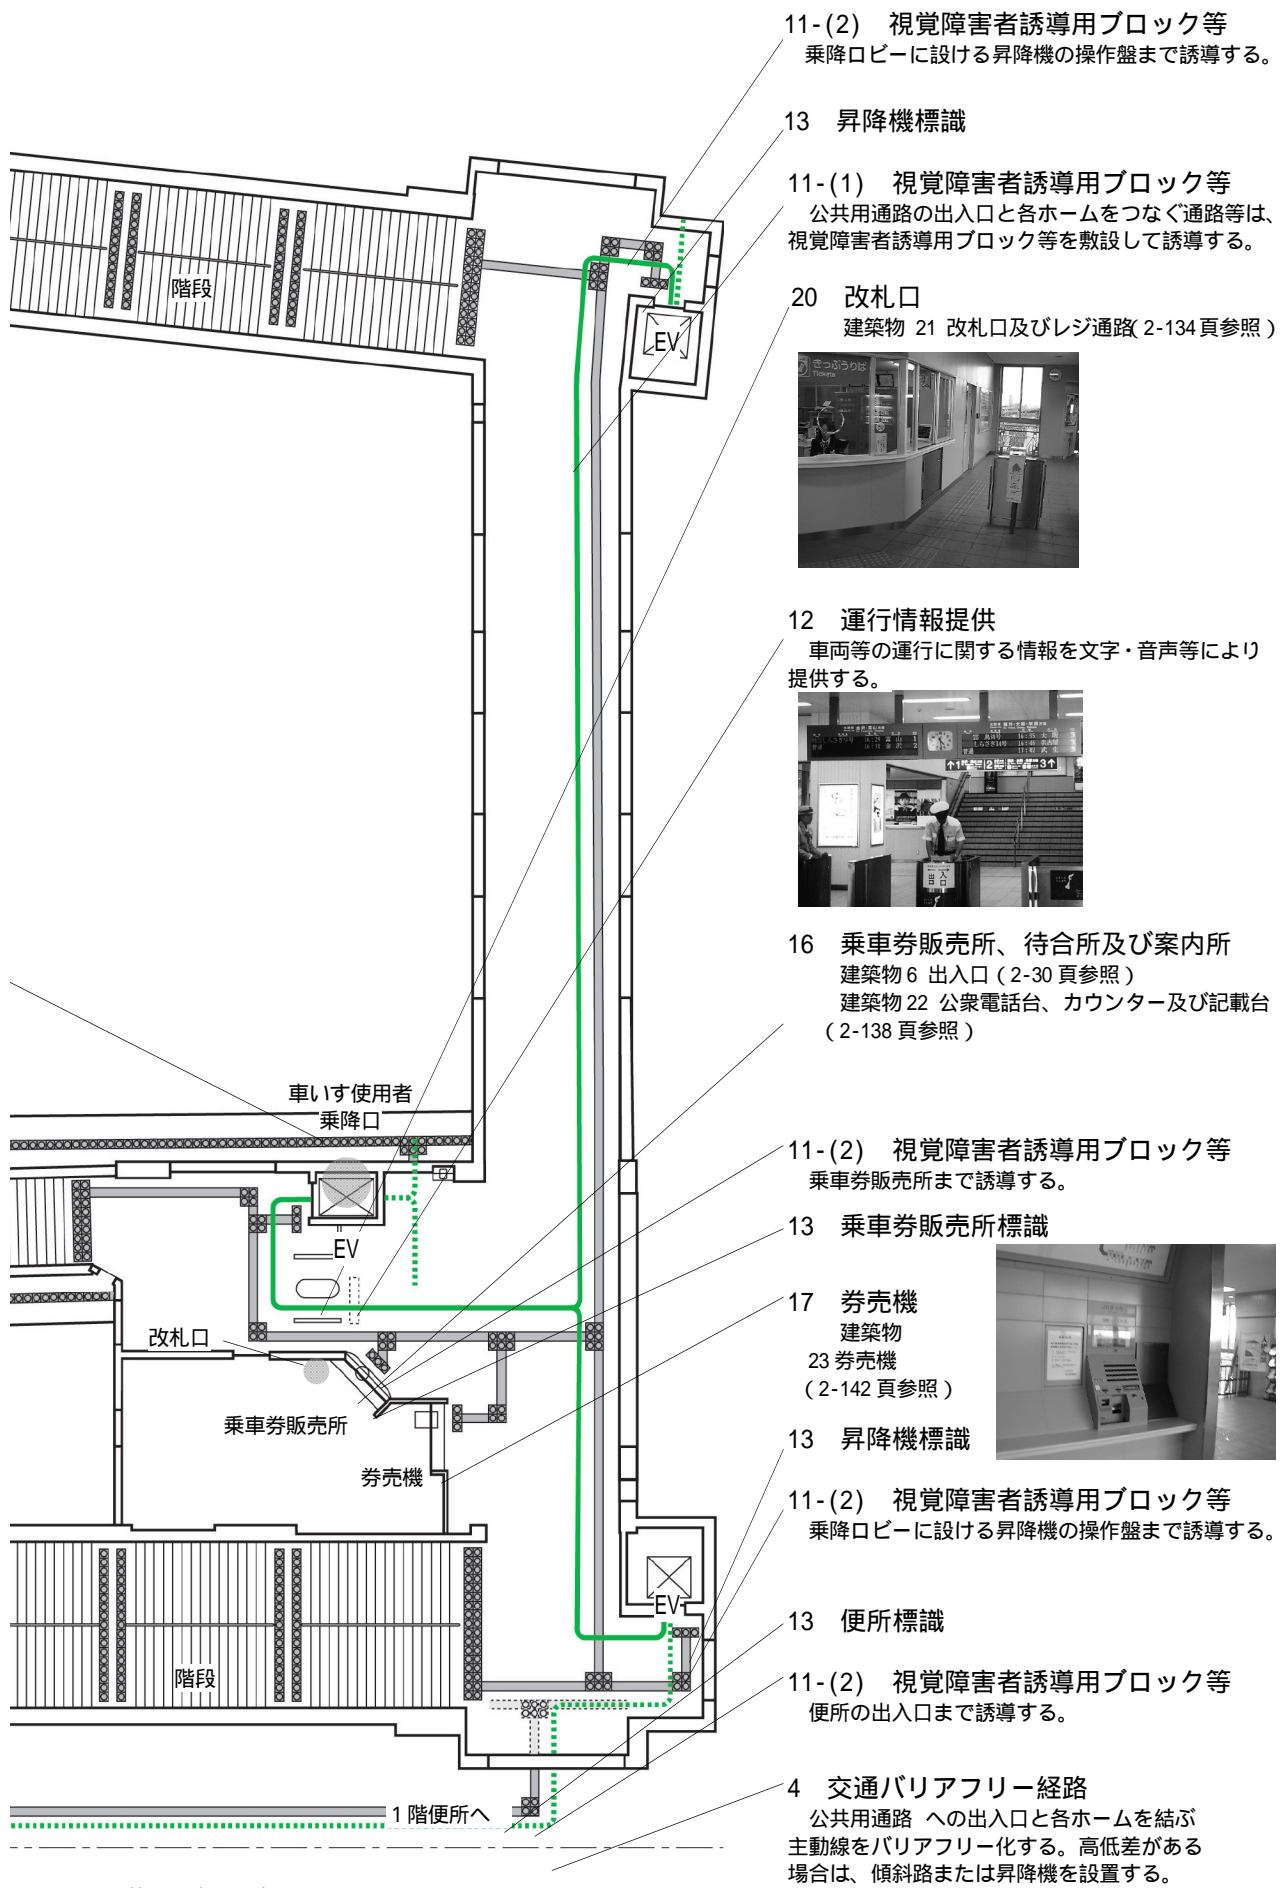 11-(2)　視覚障害者誘導用ブロック等
乗降ロビーに設ける昇降機の操作盤まで誘導する。
13　昇降機標識
11-(1)　視覚障害者誘導用ブロック等
公共用通路の出入口と各ホームをつなぐ通路等は、
視覚障害者誘導用ブロック等を敷設して誘導する。
階段
20　改札口
建築物 21 改札口及びレジ通路(2-134頁参照)
EV
きっぷうりば
Tickets
12　運行情報提供
車両等の運行に関する情報を文字・音声等により
提供する。
16　乗車券販売所、待合所及び案内所
建築物6 出入口(2-30頁参照)
建築物22 公衆電話台、カウンター及び記載台
(2-138頁参照)
車いす使用者
乗降口
11-(2)　視覚障害者誘導用ブロック等
乗車券販売所まで誘導する。
13　乗車券販売所標識
EV
17　券売機
建築物
23券売機
(2-142頁参照)
改札口
乗車券販売所
券売機
13　昇降機標識
11-(2)　視覚障害者誘導用ブロック等
乗降ロビーに設ける昇降機の操作盤まで誘導する。
EV
13　便所標識
階段
11-(2)　視覚障害者誘導用ブロック等
便所の出入口まで誘導する。
4　交通バリアフリー経路
1階便所へ
公共用通路 への出入口と各ホームを結ぶ
主動線をバリアフリー化する。高低差がある
場合は、傾斜路または昇降機を設置する。